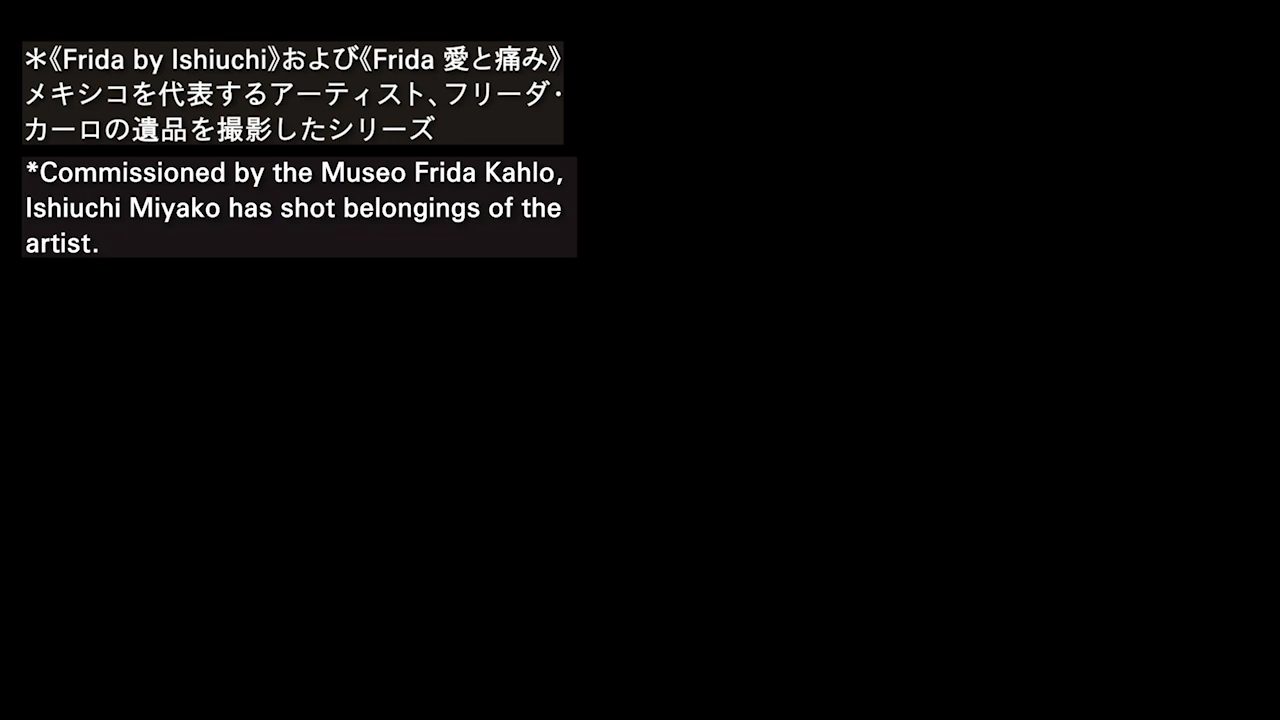 ＊《Frida by Ishiuchi》および《Frida 愛と痛み》
メキシコを代表するアーティスト、フリーダ・
カーロの遺品を撮影したシリーズ
*Commissioned by the Museo Frida Kahlo,
Ishiuchi Miyako has shot belongings of the
artist.